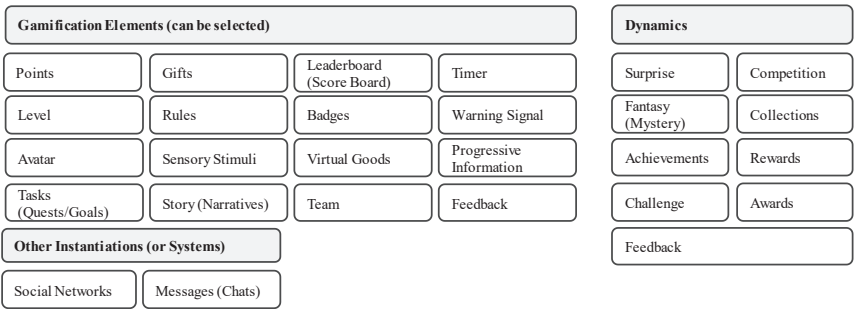 Gamification Elements (can be selected)
Dynamics
Points
Gifts
Leaderboard
(Score Board)
Timer
Surprise
Competition
Level
Rules
Badges
Warning Signal
Fantasy
(Mystery)
Collections
Avatar
Sensory Stimuli
Virtual Goods
Progressive
Information
Achievements
Rewards
Tasks
(Quests/Goals)
Story (Narratives)
Team
Feedback
Challenge
Awards
Other Instantiations (or Systems)
Feedback
Social Networks
Messages (Chats)